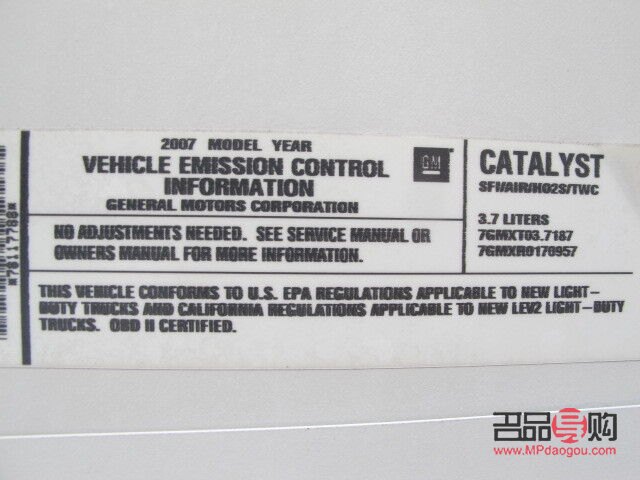 *78117788*
2007 MODEL YEAR
VEHICLE EMISSION CONTROL
INFORMATION
GENERAL MOTORS CORPORATION
GM
NO ADJUSTMENTS NEEDED. SEE SERVICE MANUAL OR
OWNERS MANUAL FOR MORE INFORMATION.
CATALYST
SFI/AIR/HO2S/TWC
3.7 LITERS
7GMXT03.7187
7GMXR0170957
THIS VEHICLE CONFORMS TO U.S. EPA REGULATIONS APPLICABLE TO NEW LIGHT–
DUTY TRUCKS AND CALIFORNIA REGULATIONS APPLICABLE TO NEW LEV2 LIGHT–DUTY
TRUCKS. OBD II CERTIFIED.
名品导购
www.MPdaogou.com